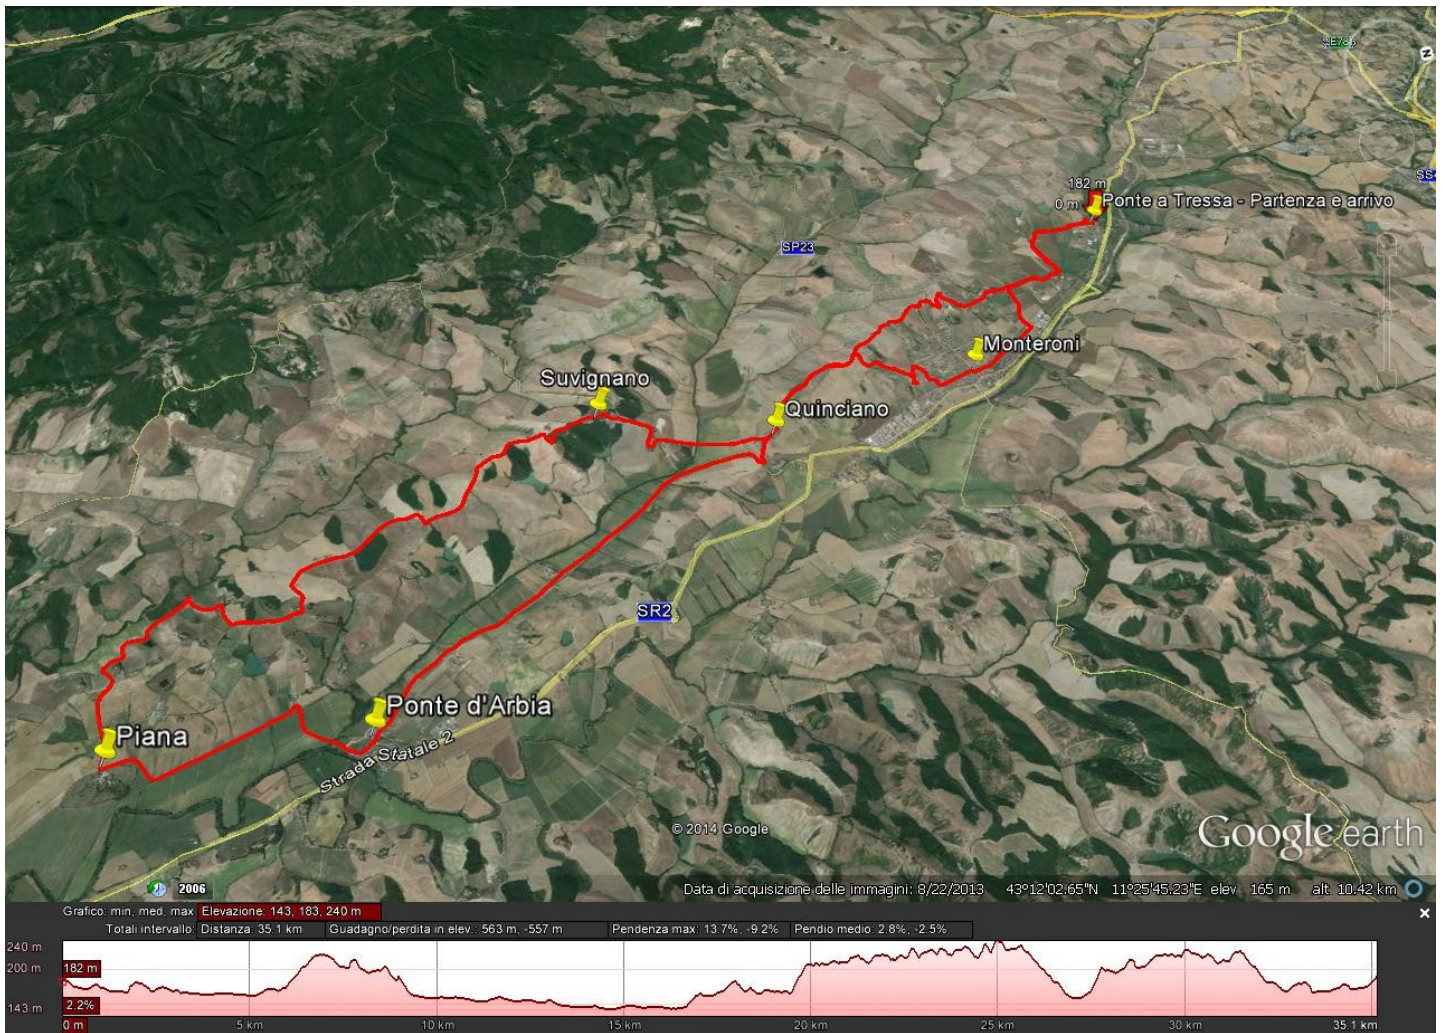 E78
N
SS4
182 m
0 m
Ponte a Tressa - Partenza e arrivo
SP23
Monteroni
Suvignano
Quinciano
SR2
Ponte d'Arbia
Piana
Strada Statale 2
© 2014 Google
Google earth
2006
Data di acquisizione delle immagini: 8/22/2013 43°12'02.65"N 11°25'45.23"E elev 165 m alt 10.42 km
Grafico: min, med. max Elevazione: 143, 183, 240 m
Totali intervallo: Distanza: 35.1 km Guadagno/perdita in elev.: 563 m, -557 m Pendenza max: 13.7%, -9.2% Pendio medio: 2.8%, -2.5%
240 m
200 m
182 m
143 m
2.2%
0 m 5 km 10 km 15 km 20 km 25 km 30 km 35.1 km